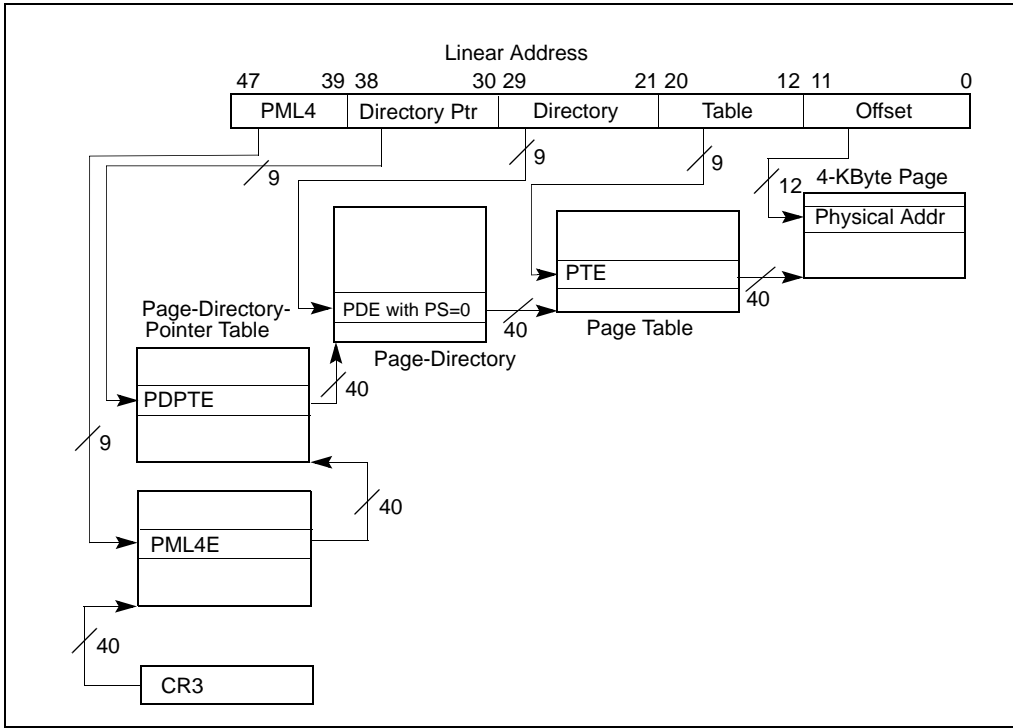 Linear Address
47 39 38 30 29 21 20 12 11 0
PML4 Directory Ptr Directory Table Offset
9
9
9
12
4-KByte Page
Physical Addr
PTE
40
Page-Directory-
Pointer Table
PDE with PS=0
40
Page Table
Page-Directory
40
PDPTE
9
40
PML4E
40
CR3